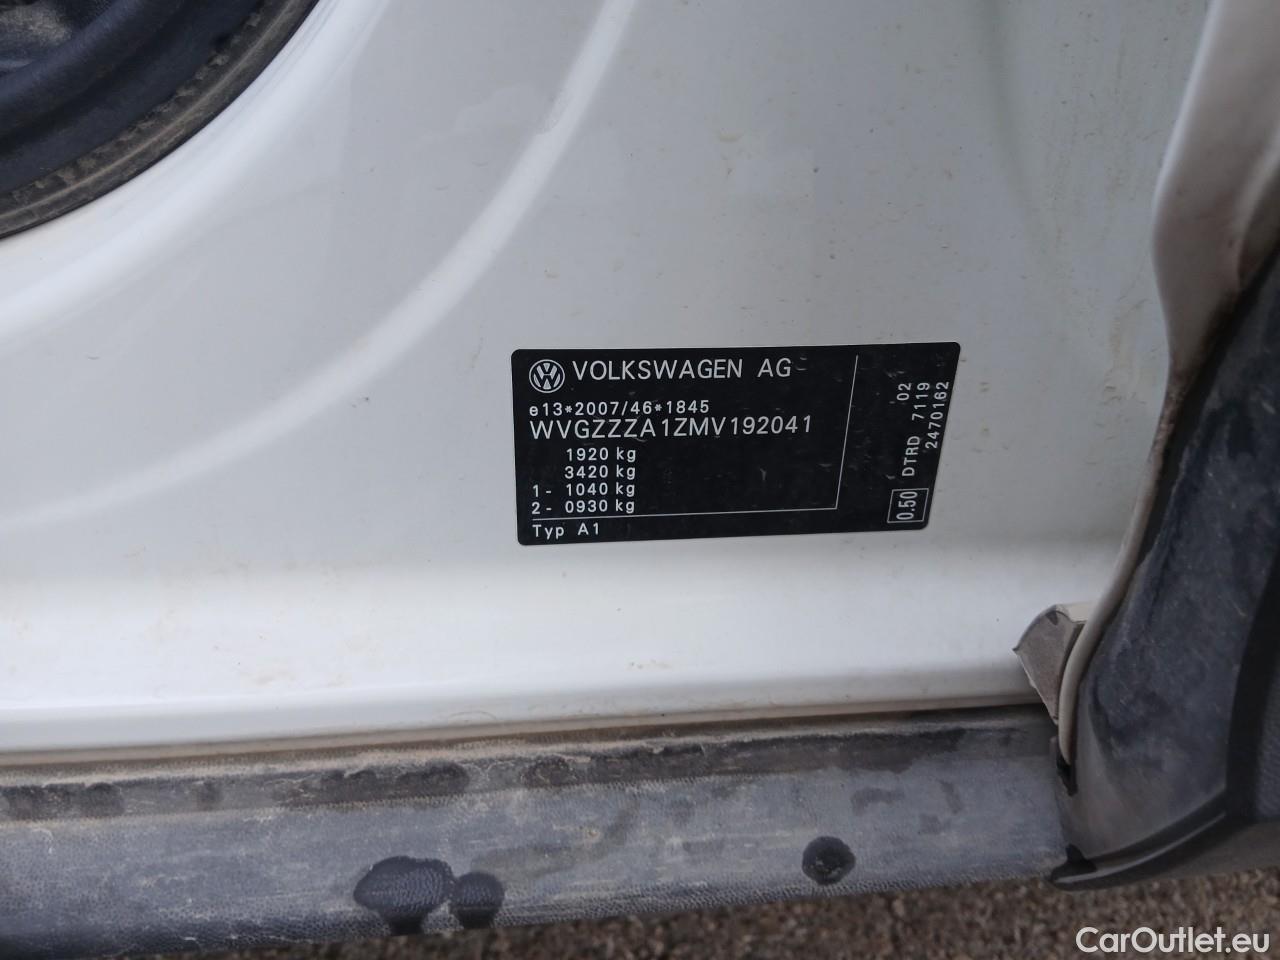 VOLKSWAGEN AG
e13*2007/46*1845
WVGZZZA1ZMV192041
1920 kg
3420 kg
1- 1040 kg
2- 0930 kg
Typ A1
0.50 DTRD 7119 02
2470162
CarOutlet.eu